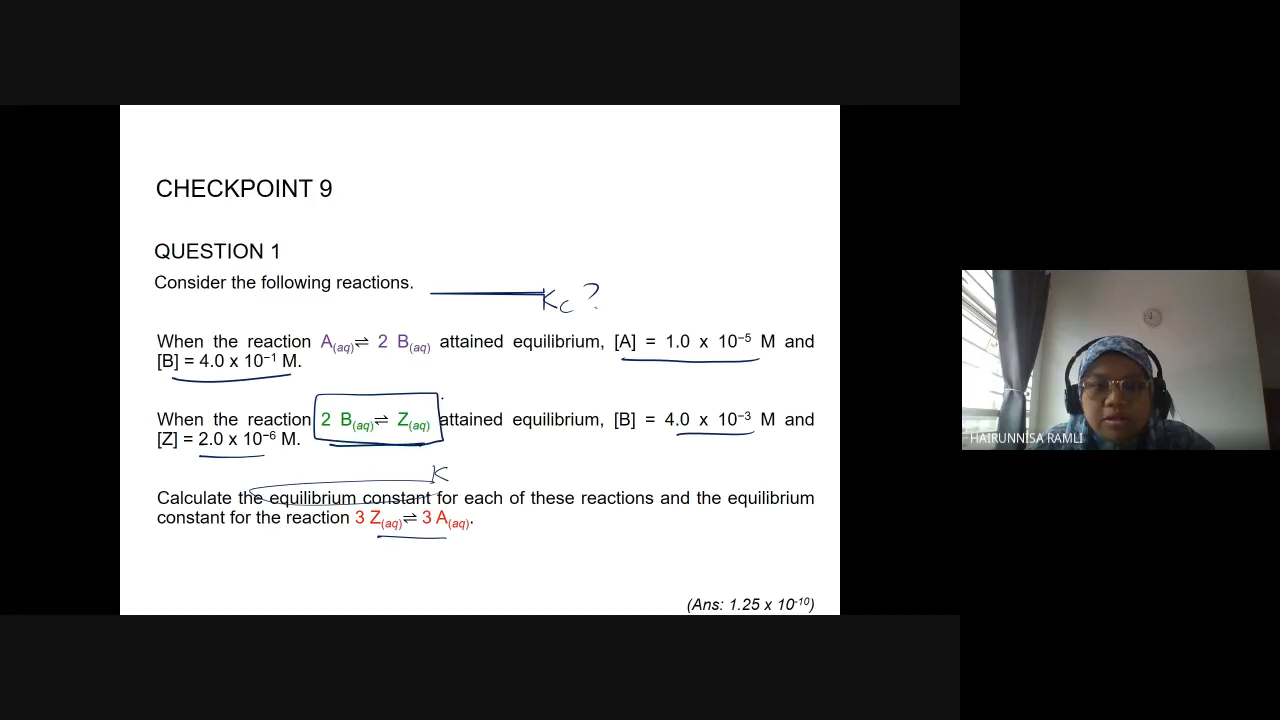 CHECKPOINT 9
QUESTION 1
Consider the following reactions.
Kc ?
When the reaction A(aq)⇌ 2 B(aq) attained equilibrium, [A] = 1.0 x 10⁻⁵ M and
[B] = 4.0 x 10⁻¹ M.
When the reaction 2 B(aq)⇌ Z(aq) attained equilibrium, [B] = 4.0 x 10⁻³ M and
[Z] = 2.0 x 10⁻⁶ M.
K
Calculate the equilibrium constant for each of these reactions and the equilibrium
constant for the reaction 3 Z(aq)⇌ 3 A(aq).
(Ans: 1.25 x 10⁻¹⁰)
HAIRUNNISA RAMLI